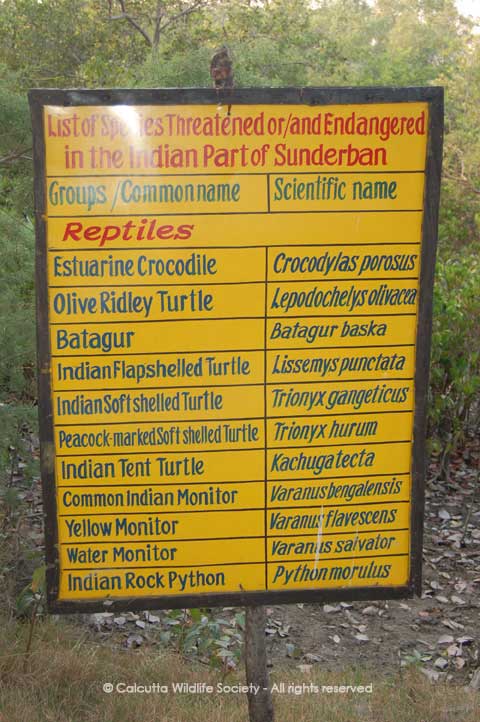 List of Species Threatened or/and Endangered
in the Indian Part of Sunderban
Groups /Common name Scientific name
Reptiles
Estuarine Crocodile Crocodylas porosus
Olive Ridley Turtle Lepodochelys olivacea
Batagur Batagur baska
Indian Flapshelled Turtle Lissemys punctata
Indian Soft shelled Turtle Trionyx gangeticus
Peacock-marked Soft shelled Turtle Trionyx hurum
Indian Tent Turtle Kachuga tecta
Common Indian Monitor Varanus bengalensis
Yellow Monitor Varanus flavescens
Water Monitor Varanus salvator
Indian Rock Python Python morulus
© Calcutta Wildlife Society - All rights reserved